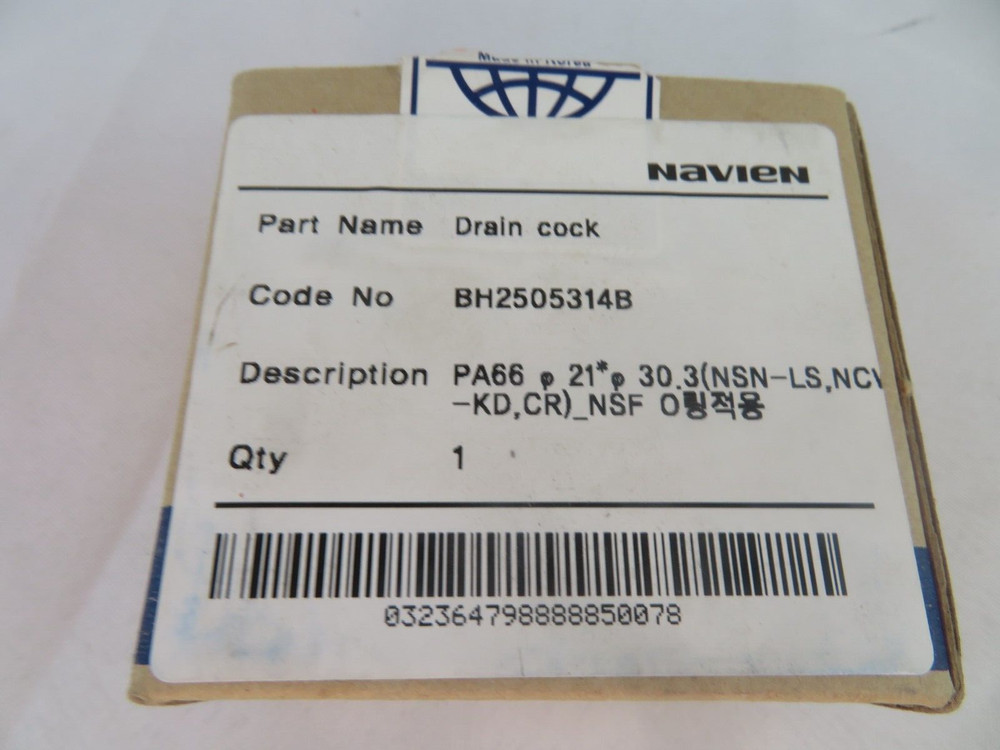 Made in Korea
NAVIEN
Part Name Drain cock
Code No BH2505314B
Description PA66 φ 21*φ 30.3(NSN-LS,NCV
-KD,CR)_NSF O링적용
Qty 1
032364798888850078